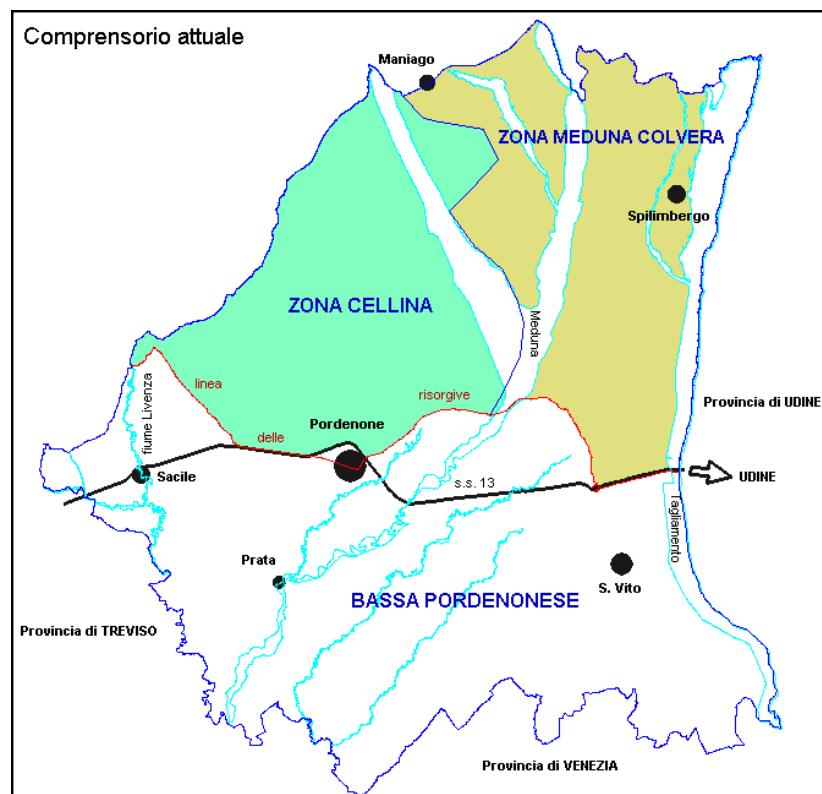 Comprensorio attuale
Maniago
ZONA MEDUNA COLVERA
Spilimbergo
ZONA CELLINA
Meduna
fiume Livenza
linea
delle
risorgive
Pordenone
Provincia di UDINE
Sacile
s.s. 13
UDINE
Tagliamento
Prata
S. Vito
BASSA PORDENONESE
Provincia di TREVISO
Provincia di VENEZIA